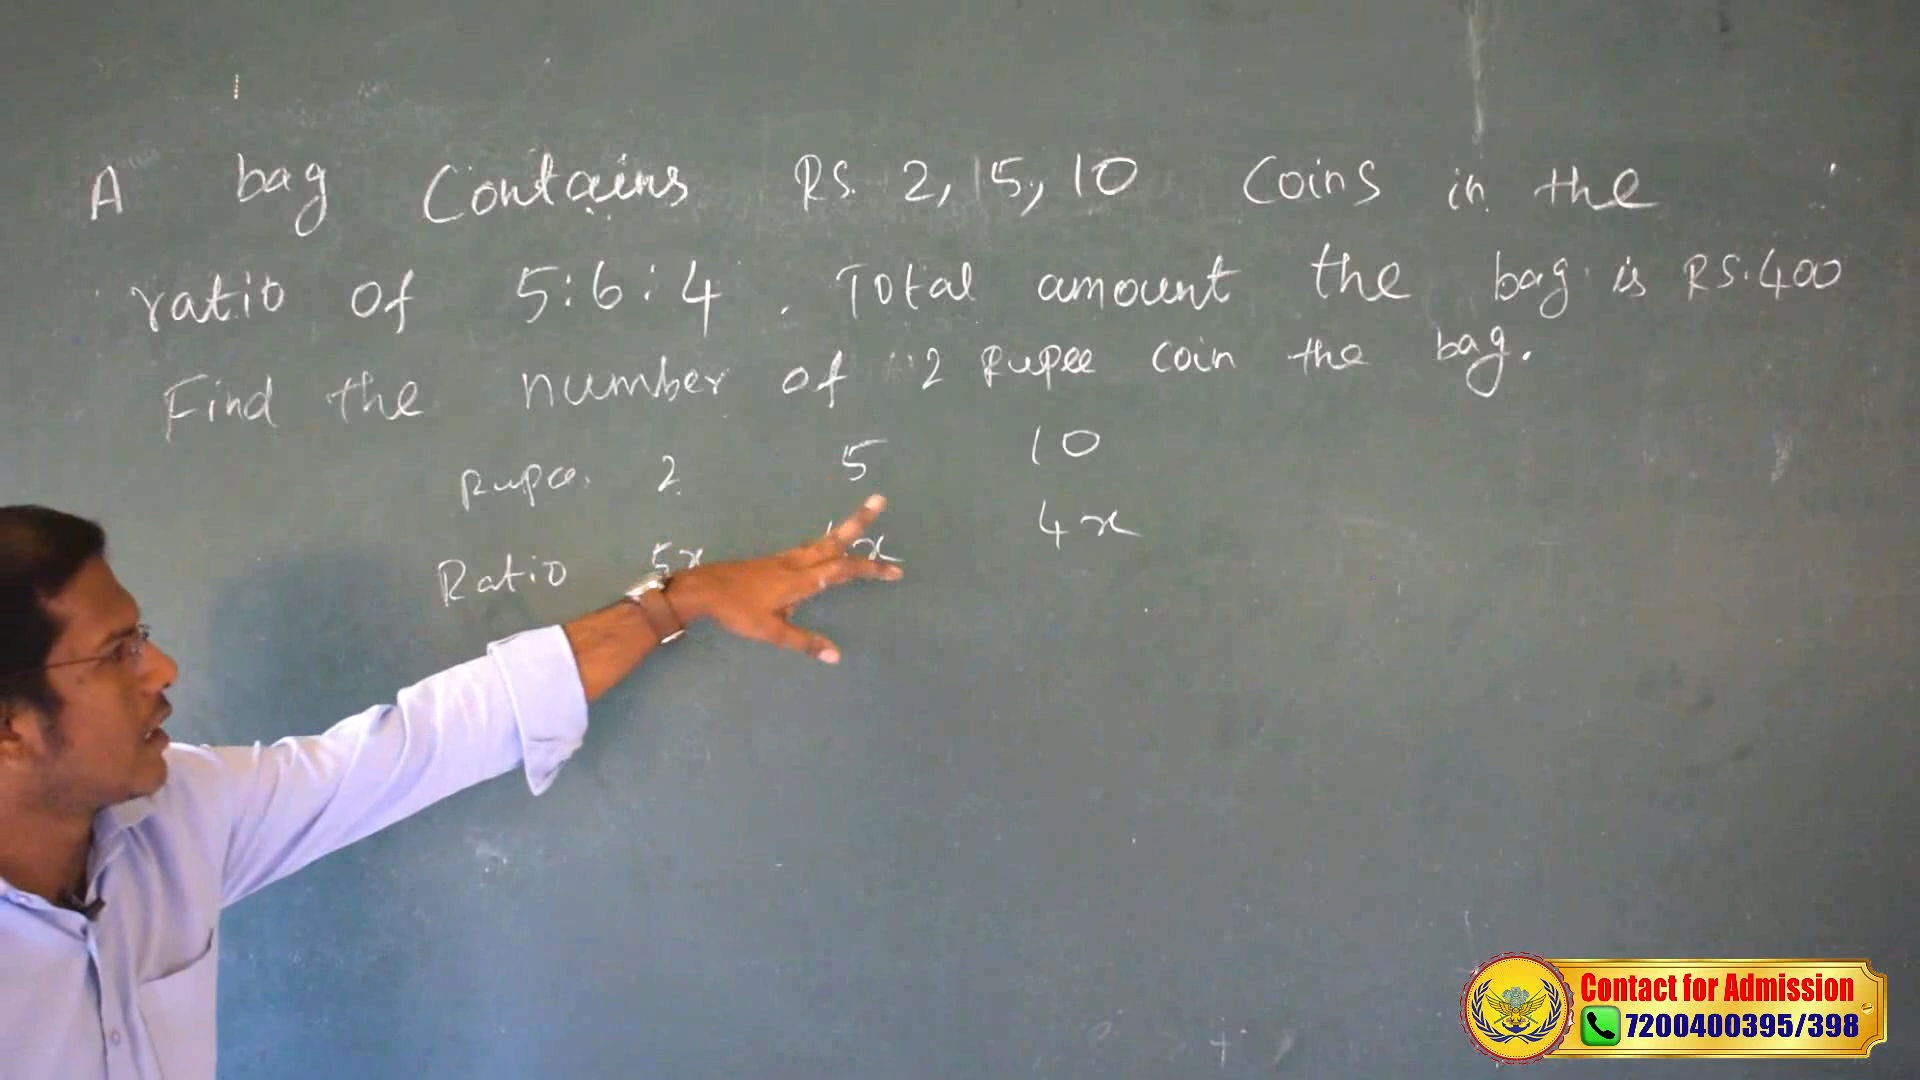 A bag Contains RS. 2, 15, 10 Coins in the
ratio of 5:6:4. Total amount the bag is RS.400
Find the number of 2 Rupee coin the bag.
Rupee. 2 5 10
Ratio 5x x 4x
Contact for Admission
7200400395/398